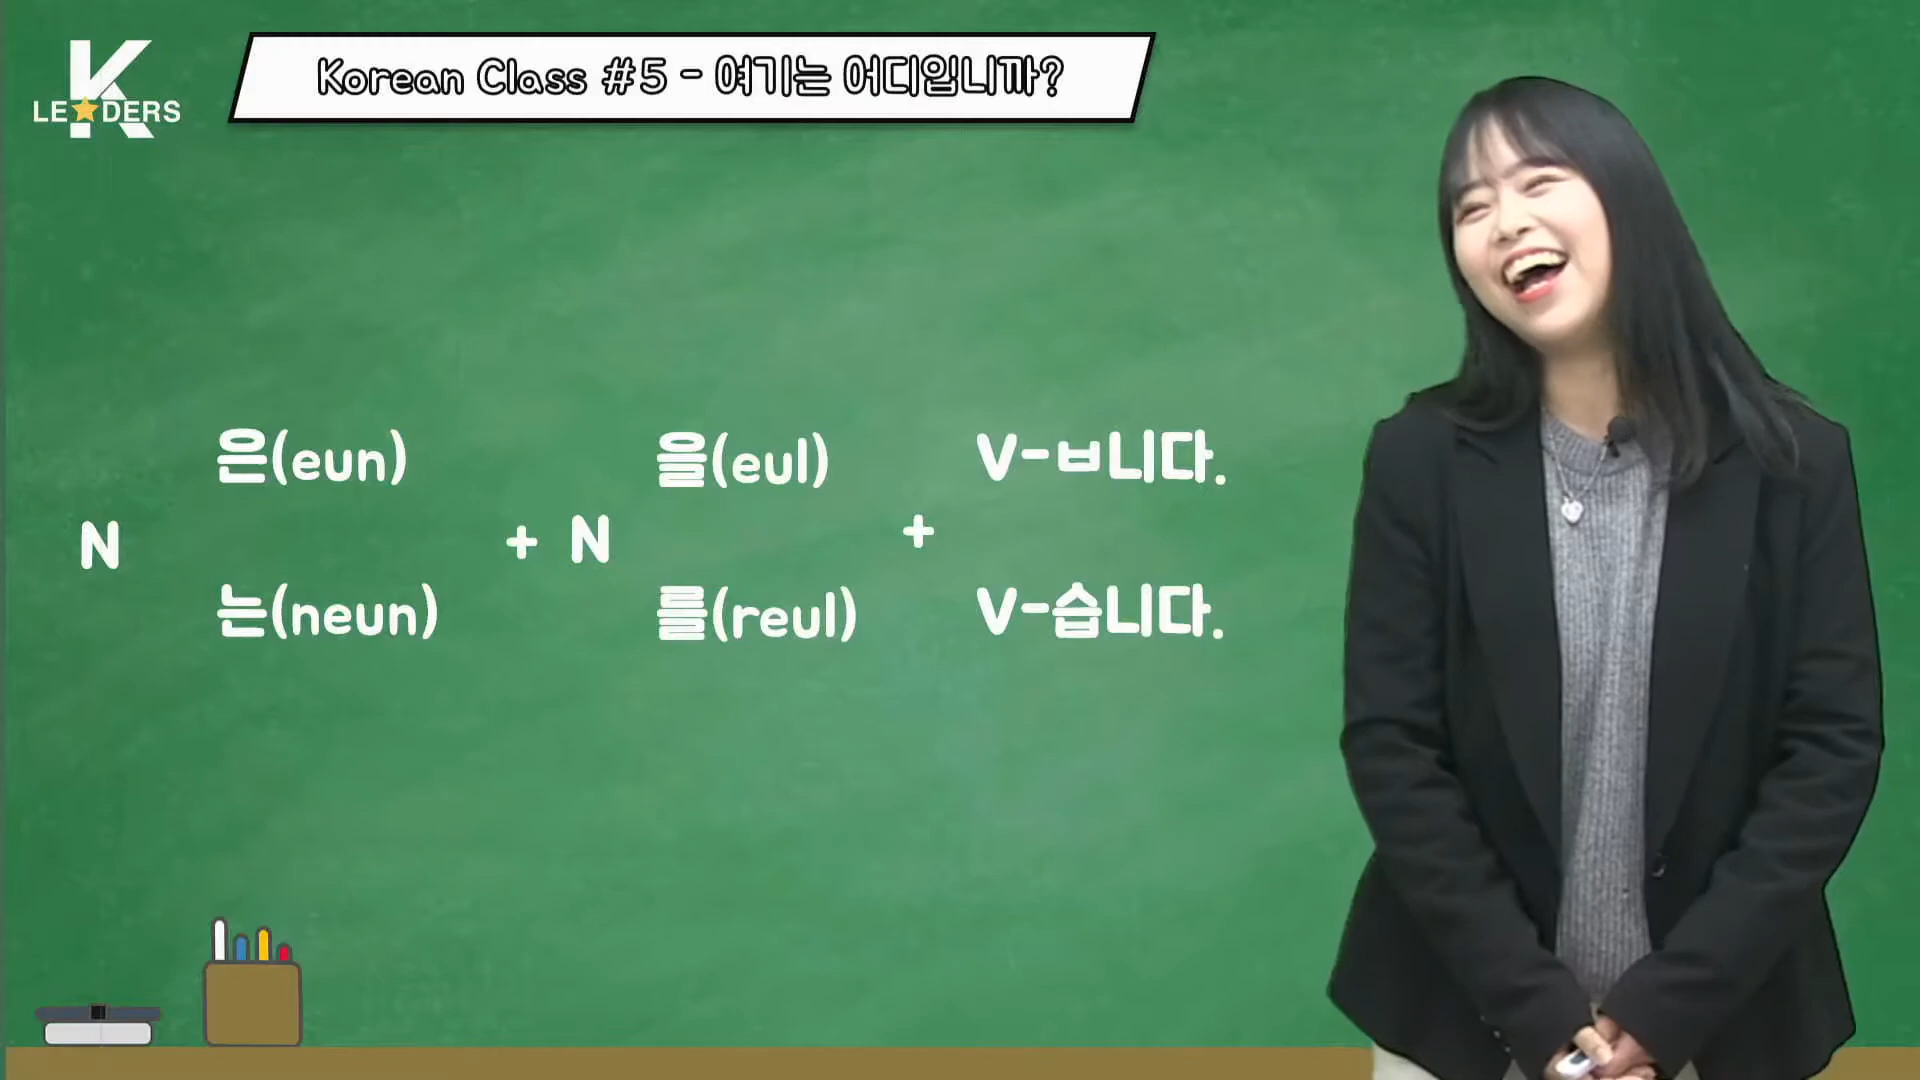 K
LEADERS
Korean Class #5 - 여기는 어디입니까?
은(eun) 을(eul) V-ㅂ니다.
N + N +
는(neun) 를(reul) V-습니다.